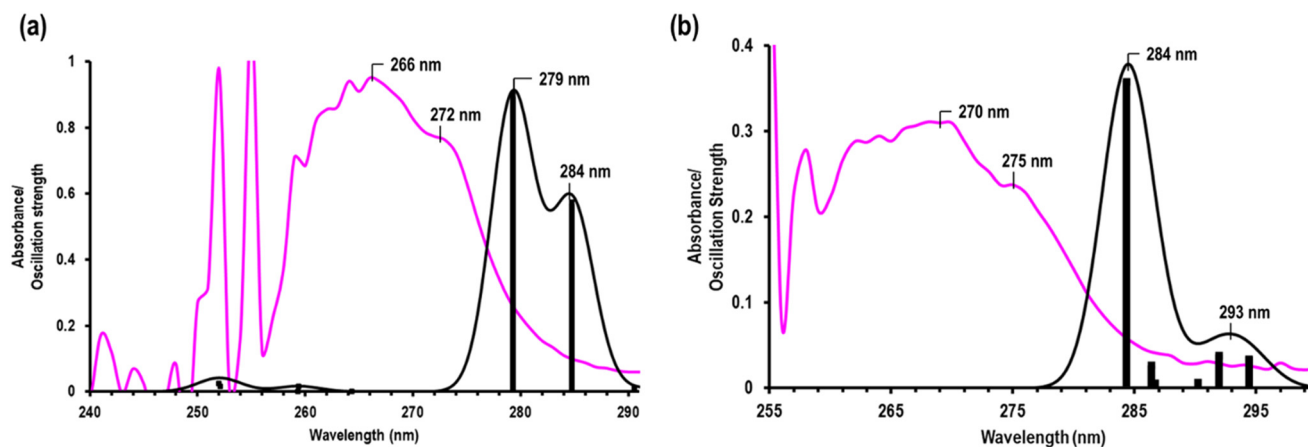 (a)
Absorbance/
Oscillation strength
1
0.8
0.6
0.4
0.2
0
266 nm
272 nm
279 nm
284 nm
240
250
260
270
280
290
Wavelength (nm)
(b)
Absorbance/
Oscillation Strength
0.4
0.3
0.2
0.1
0
270 nm
275 nm
284 nm
293 nm
255
265
275
285
295
Wavelength (nm)